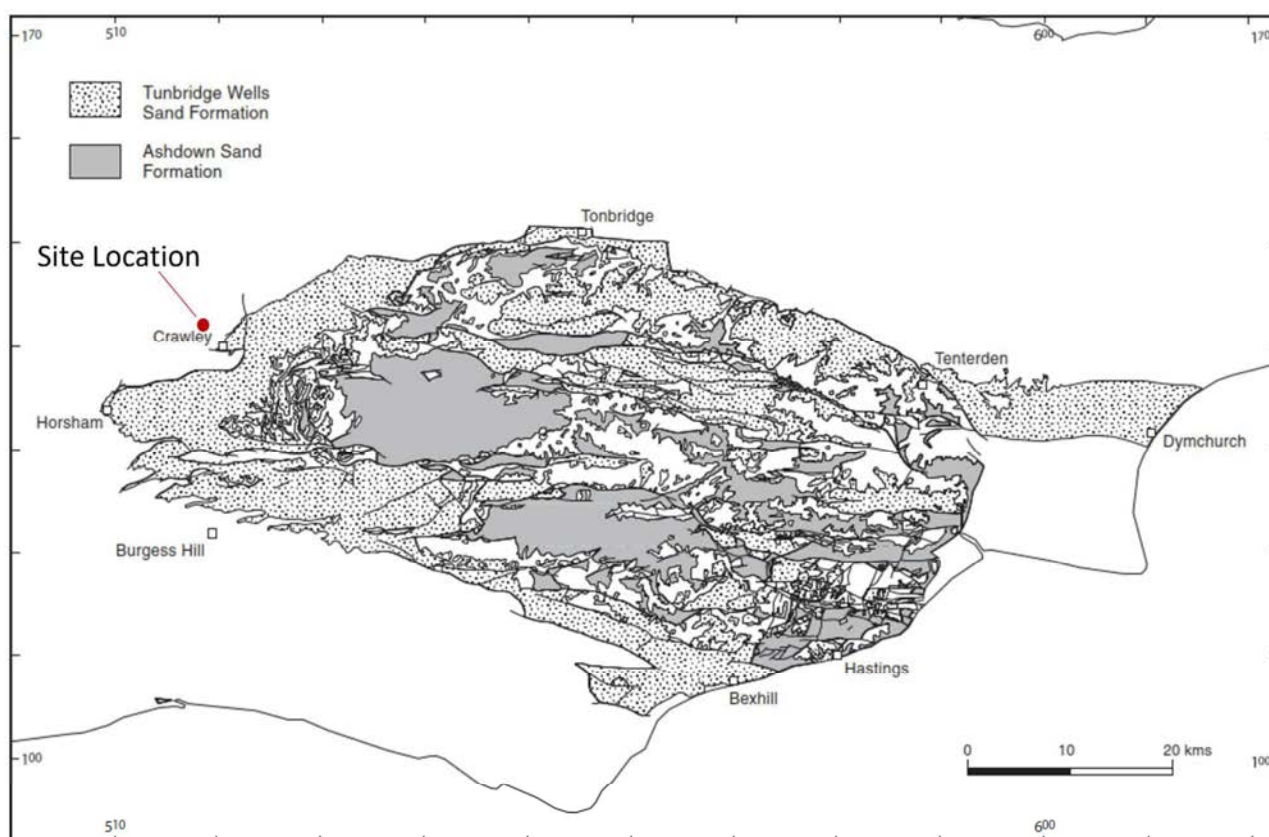 170
510
600
170
Tunbridge Wells
Sand Formation
Ashdown Sand
Formation
Tonbridge
Site Location
Crawley
Tenterden
Horsham
Dymchurch
Burgess Hill
Hastings
Bexhill
0 10 20 kms
100
100
510
600